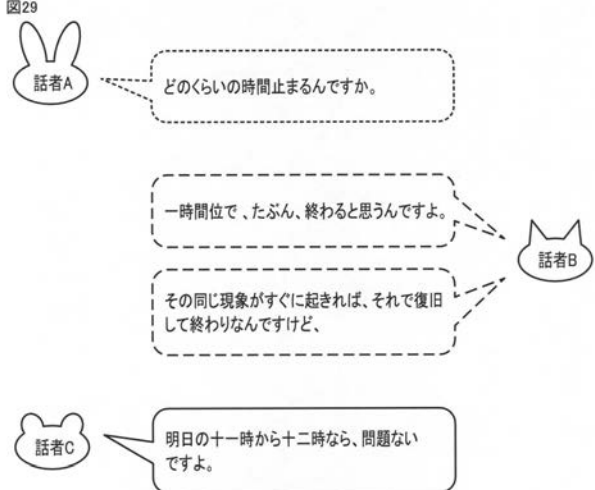 図29
話者A
どのくらいの時間止まるんですか。
一時間位で、たぶん、終わると思うんですよ。
話者B
その同じ現象がすぐに起きれば、それで復旧
して終わりなんですけど、
話者C
明日の十一時から十二時なら、問題ない
ですよ。